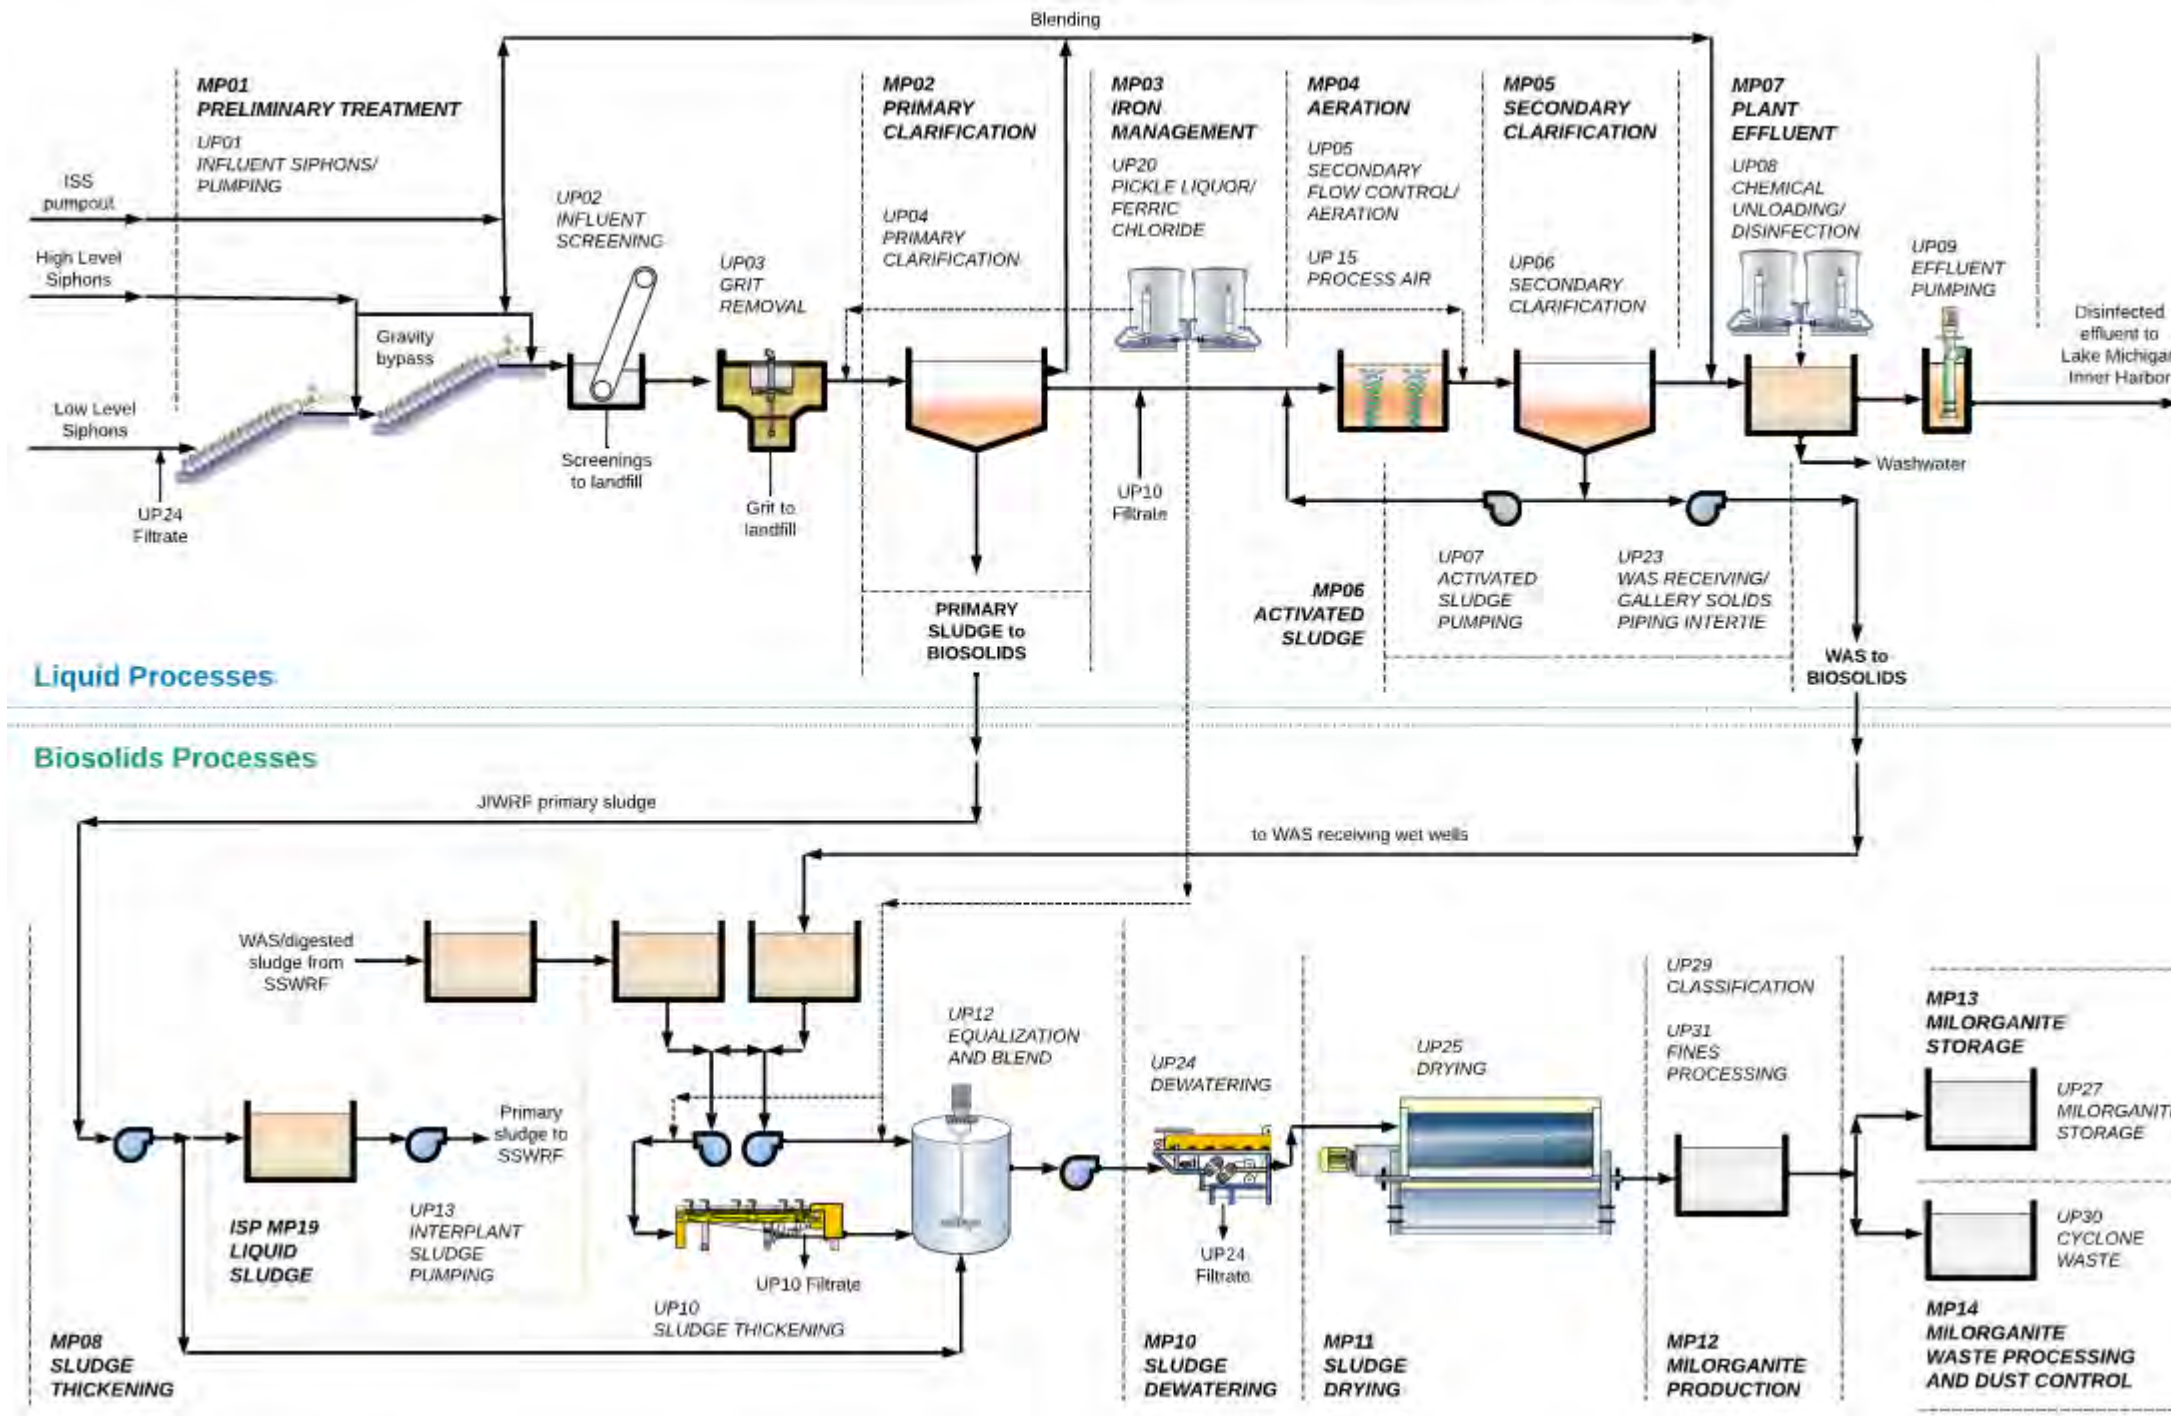 Blending
MP01
PRELIMINARY TREATMENT
UP01
INFLUENT SIPHONS/
PUMPING
ISS
pumpout
High Level
Siphons
Low Level
Siphons
UP24
Filtrate
Gravity
bypass
UP02
INFLUENT
SCREENING
Screenings
to landfill
UP03
GRIT
REMOVAL
Grit to
landfill
MP02
PRIMARY
CLARIFICATION
UP04
PRIMARY
CLARIFICATION
MP03
IRON
MANAGEMENT
UP20
PICKLE LIQUOR/
FERRIC
CHLORIDE
UP10
Filtrate
MP04
AERATION
UP05
SECONDARY
FLOW CONTROL/
AERATION
UP 15
PROCESS AIR
MP05
SECONDARY
CLARIFICATION
UP06
SECONDARY
CLARIFICATION
MP07
PLANT
EFFLUENT
UP08
CHEMICAL
UNLOADING/
DISINFECTION
UP09
EFFLUENT
PUMPING
Disinfected
effluent to
Lake Michigan
Inner Harbor
Washwater
MP06
ACTIVATED
SLUDGE
UP07
ACTIVATED
SLUDGE
PUMPING
UP23
WAS RECEIVING/
GALLERY SOLIDS
PIPING INTERTIE
PRIMARY
SLUDGE to
BIOSOLIDS
WAS to
BIOSOLIDS
Liquid Processes
Biosolids Processes
JIWRF primary sludge
to WAS receiving wet wells
WAS/digested
sludge from
SSWRF
Primary
sludge to
SSWRF
ISP MP19
LIQUID
SLUDGE
UP13
INTERPLANT
SLUDGE
PUMPING
MP08
SLUDGE
THICKENING
UP10 Filtrate
UP10
SLUDGE THICKENING
UP12
EQUALIZATION
AND BLEND
UP24
DEWATERING
UP24
Filtrate
MP10
SLUDGE
DEWATERING
UP25
DRYING
MP11
SLUDGE
DRYING
UP29
CLASSIFICATION
UP31
FINES
PROCESSING
MP12
MILORGANITE
PRODUCTION
MP13
MILORGANITE
STORAGE
UP27
MILORGANITE
STORAGE
UP30
CYCLONE
WASTE
MP14
MILORGANITE
WASTE PROCESSING
AND DUST CONTROL